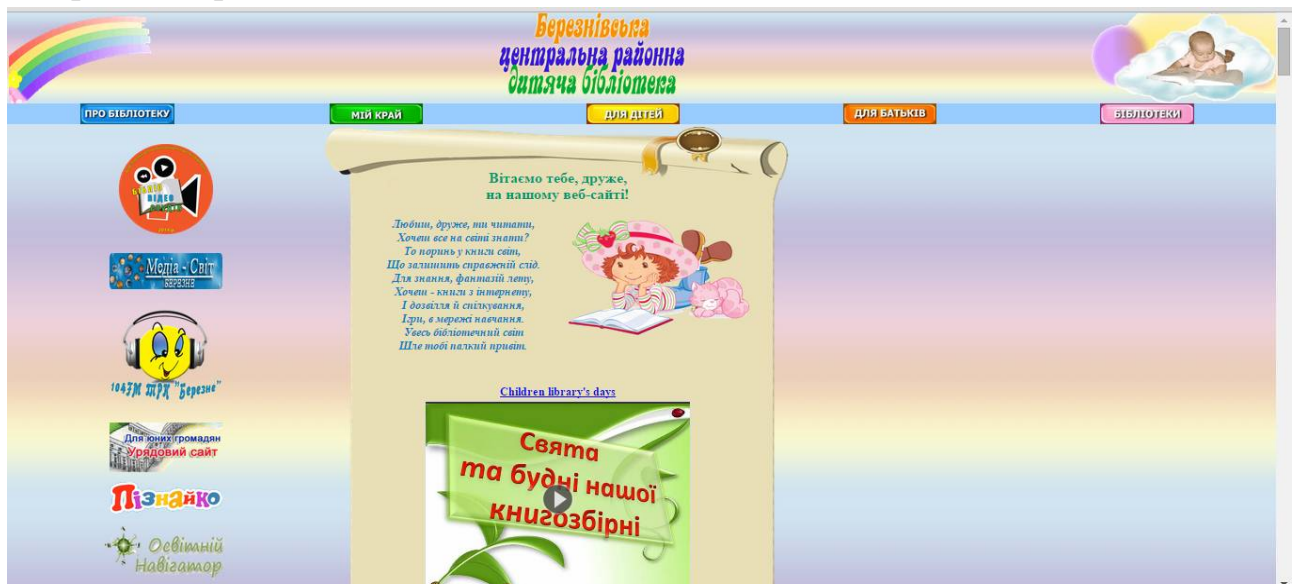 Березнівська
центральна районна
дитяча бібліотека
ПРО БІБЛІОТЕКУ
МІЙ КРАЙ
ДЛЯ ДІТЕЙ
ДЛЯ БАТЬКІВ
БІБЛІОТЕКИ
Вітаємо тебе, друже,
на нашому веб-сайті!
Любиш, друже, ти читати,
Хочеш все на світі знати?
То поринь у книги світ,
Що залишить справжній слід.
Для знання, фантазій лету,
Хочеш - книги з інтернету,
І дозвілля й спілкування,
Ігри, в мережі навчання.
Увесь бібліотечний світ
Шле тобі палкий привіт.
Children library's days
Свята
та будні нашої
книгозбірні
ВІДЕО
Медіа - Світ
БЕРЕЗНЕ
104FM ТРК "Березне"
Для юних громадян
Урядовий сайт
Пізнайко
Освітній
Навігатор